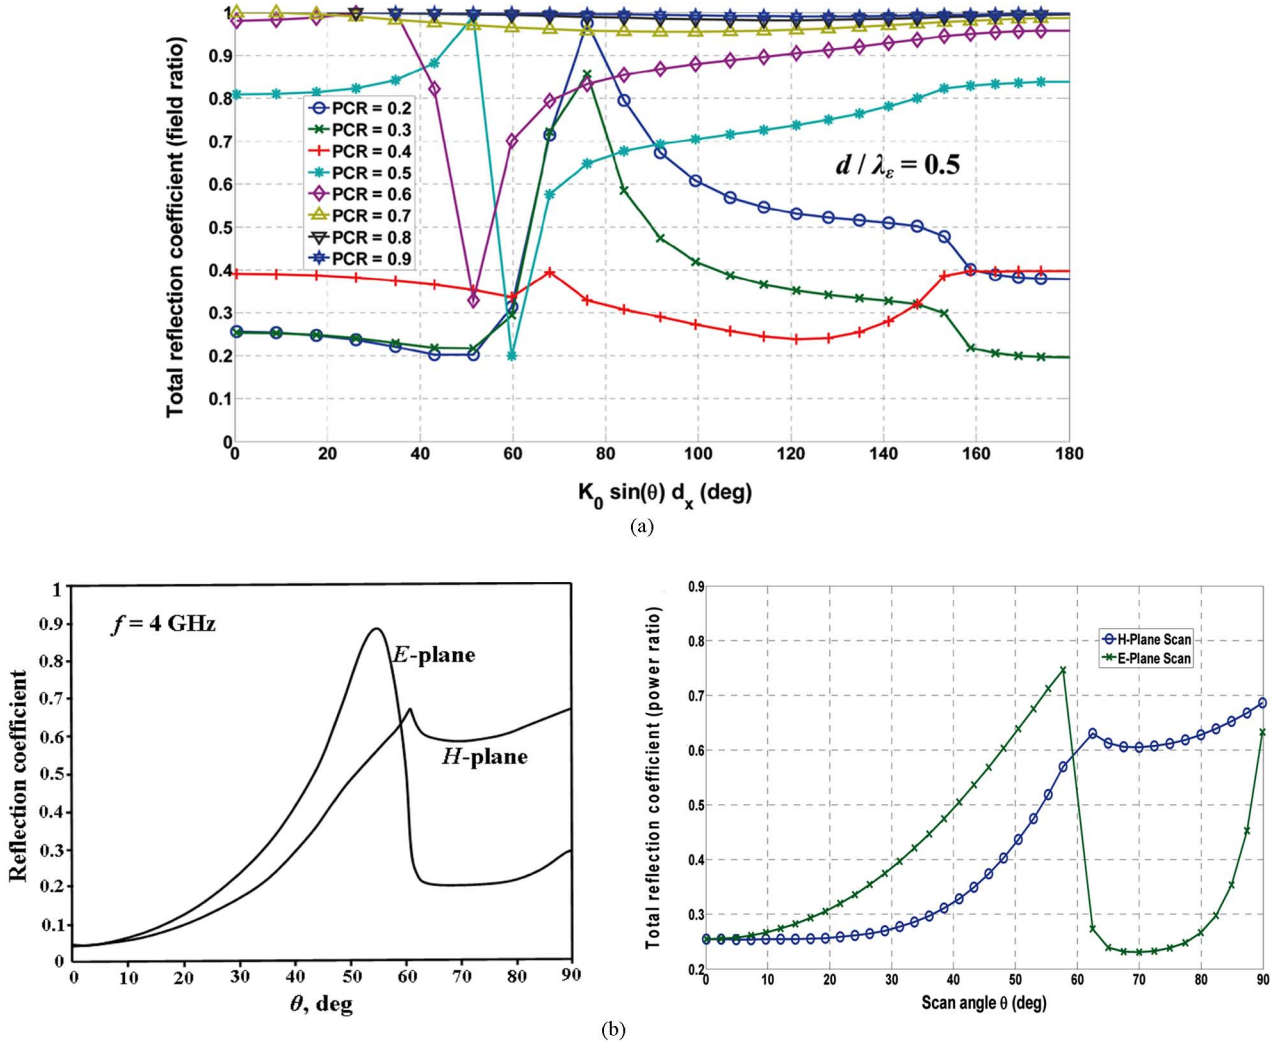 Total reflection coefficient (field ratio)
1
0.9
0.8
0.7
0.6
0.5
0.4
0.3
0.2
0.1
0
PCR = 0.2
PCR = 0.3
PCR = 0.4
PCR = 0.5
PCR = 0.6
PCR = 0.7
PCR = 0.8
PCR = 0.9
d / λε = 0.5
0 20 40 60 80 100 120 140 160 180
K0 sin(θ) dx (deg)
(a)
Reflection coefficient
1
0.9
0.8
0.7
0.6
0.5
0.4
0.3
0.2
0.1
0
f = 4 GHz
E-plane
H-plane
0 10 20 30 40 50 60 70 80 90
θ, deg
Total reflection coefficient (power ratio)
0.9
0.8
0.7
0.6
0.5
0.4
0.3
0.2
H-Plane Scan
E-Plane Scan
0 10 20 30 40 50 60 70 80 90
Scan angle θ (deg)
(b)